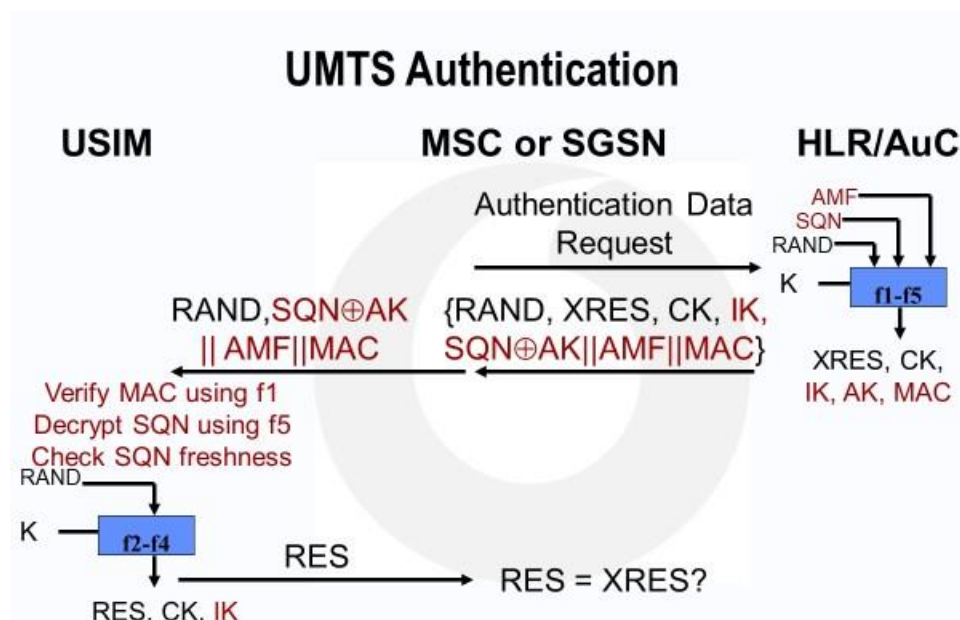 UMTS Authentication
USIM
MSC or SGSN
HLR/AuC
AMF
SQN
RAND
K
f1-f5
XRES, CK,
IK, AK, MAC
Authentication Data
Request
{RAND, XRES, CK, IK,
SQN⊕AK||AMF||MAC}
RAND,SQN⊕AK
|| AMF||MAC
Verify MAC using f1
Decrypt SQN using f5
Check SQN freshness
RAND
K
f2-f4
RES, CK, IK
RES
RES = XRES?